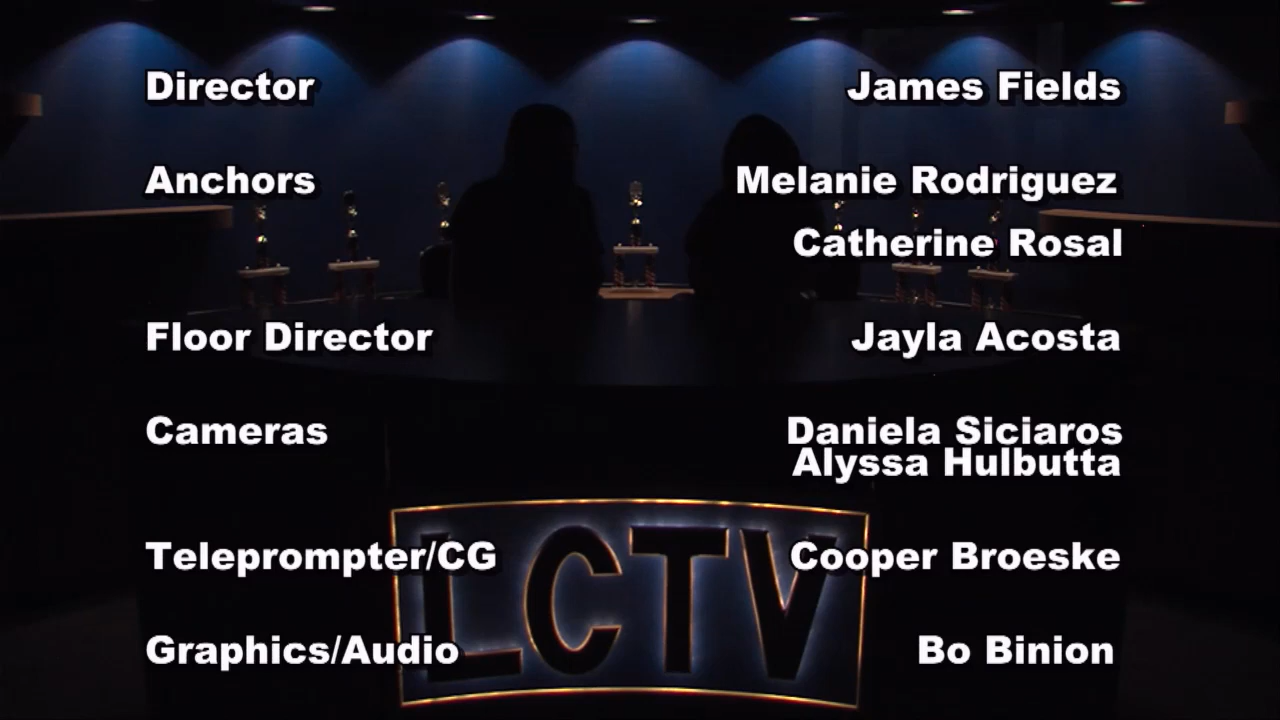 Director James Fields
Anchors Melanie Rodriguez
Catherine Rosal
Floor Director Jayla Acosta
Cameras Daniela Siciaros
Alyssa Hulbutta
Teleprompter/CG Cooper Broeske
Graphics/Audio Bo Binion
LCTV